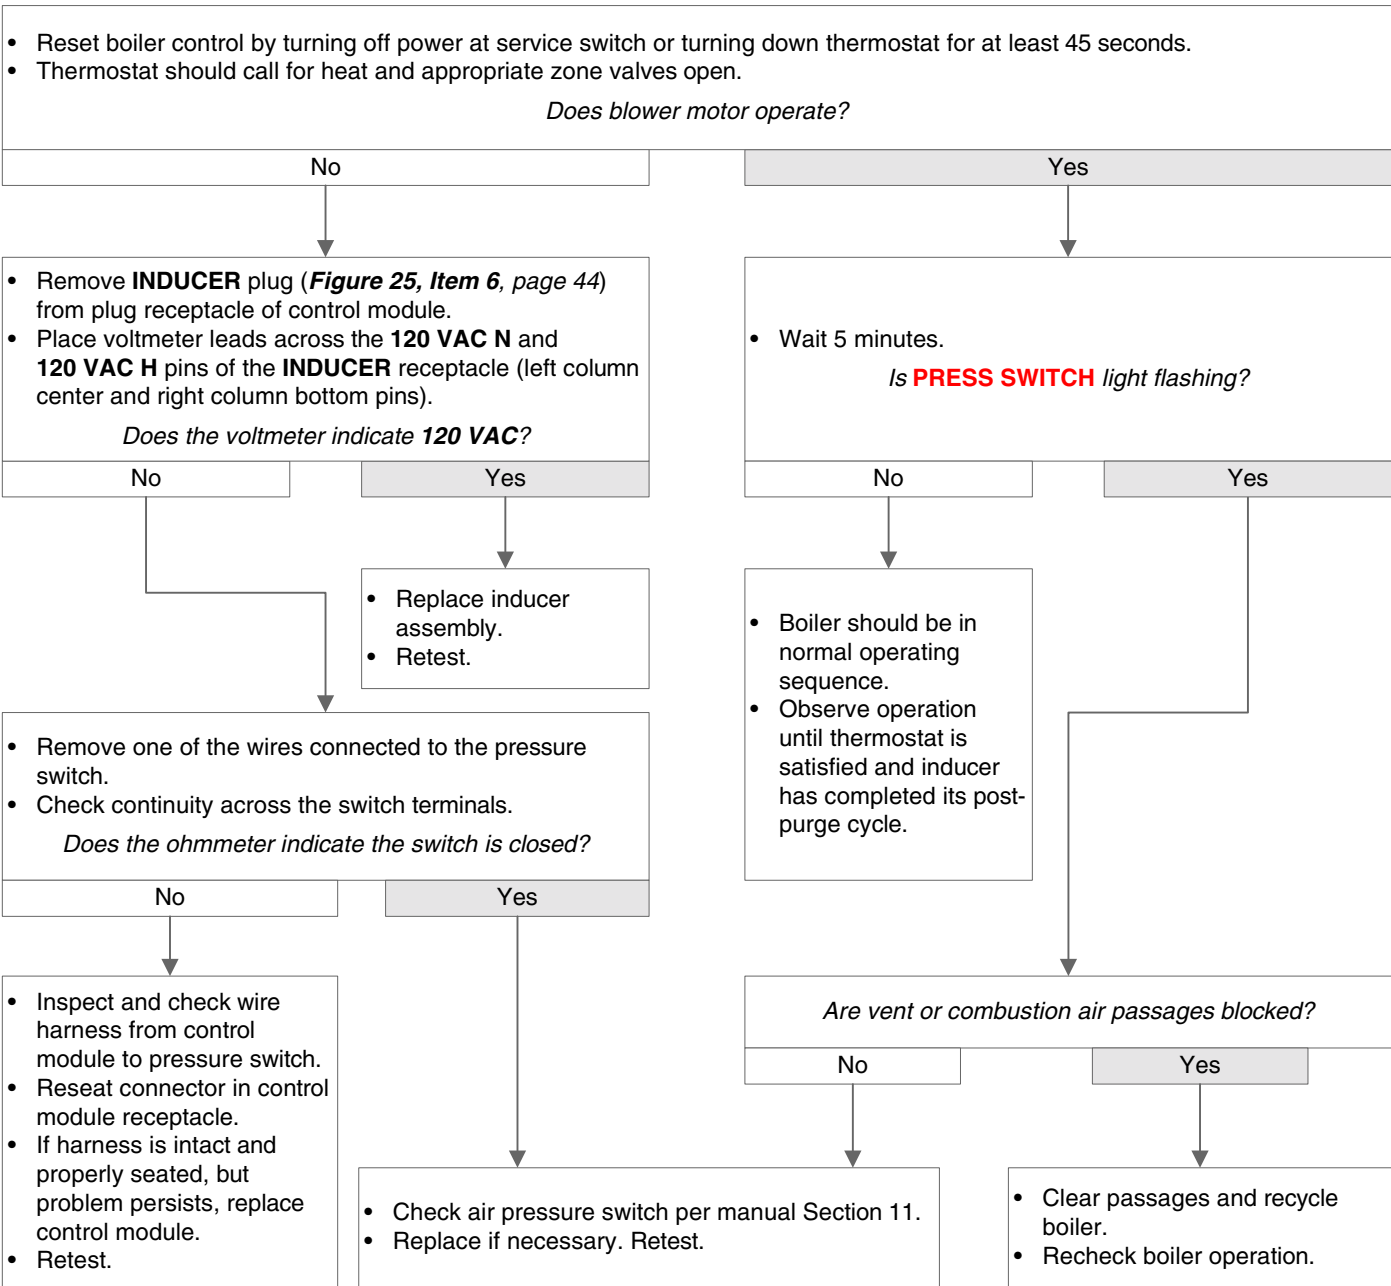 • Reset boiler control by turning off power at service switch or turning down thermostat for at least 45 seconds.
• Thermostat should call for heat and appropriate zone valves open.
Does blower motor operate?
No
Yes
• Remove INDUCER plug (Figure 25, Item 6, page 44)
from plug receptacle of control module.
• Place voltmeter leads across the 120 VAC N and
120 VAC H pins of the INDUCER receptacle (left column
center and right column bottom pins).
Does the voltmeter indicate 120 VAC?
No
Yes
• Wait 5 minutes.
Is PRESS SWITCH light flashing?
No
Yes
• Replace inducer
assembly.
• Retest.
• Boiler should be in
normal operating
sequence.
• Observe operation
until thermostat is
satisfied and inducer
has completed its post-
purge cycle.
• Remove one of the wires connected to the pressure
switch.
• Check continuity across the switch terminals.
Does the ohmmeter indicate the switch is closed?
No
Yes
• Inspect and check wire
harness from control
module to pressure switch.
• Reseat connector in control
module receptacle.
• If harness is intact and
properly seated, but
problem persists, replace
control module.
• Retest.
Are vent or combustion air passages blocked?
No
Yes
• Check air pressure switch per manual Section 11.
• Replace if necessary. Retest.
• Clear passages and recycle
boiler.
• Recheck boiler operation.